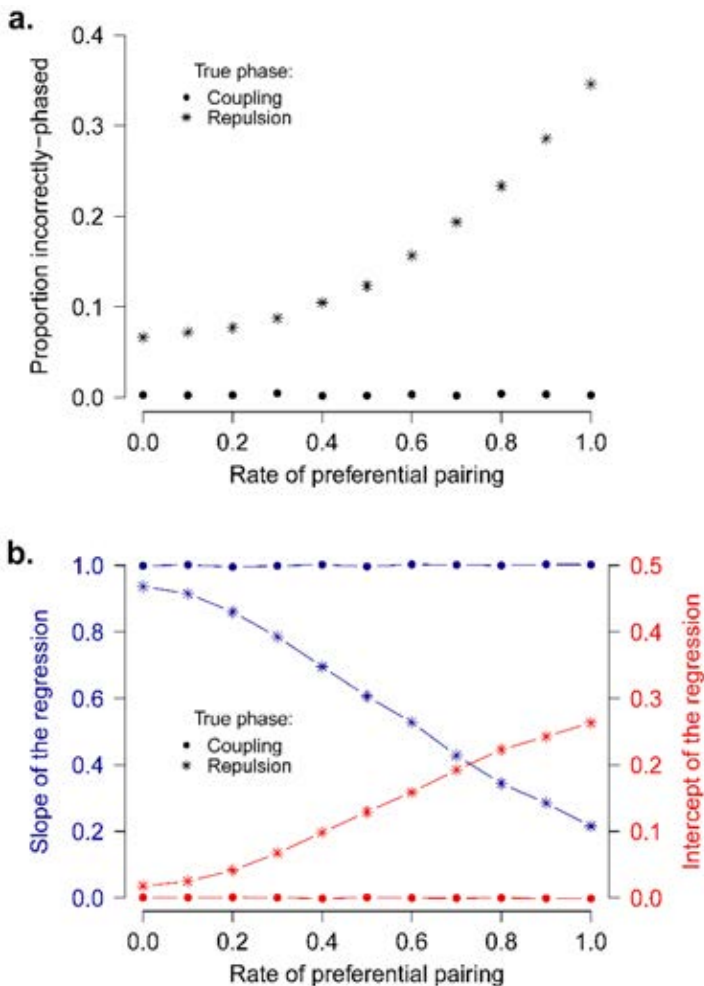 a.
0.4
0.3
0.2
0.1
0.0
Proportion incorrectly-phased
True phase:
Coupling
Repulsion
0.0 0.2 0.4 0.6 0.8 1.0
Rate of preferential pairing
b.
1.0
0.8
0.6
0.4
0.2
0.0
Slope of the regression
True phase:
Coupling
Repulsion
0.5
0.4
0.3
0.2
0.1
0.0
Intercept of the regression
0.0 0.2 0.4 0.6 0.8 1.0
Rate of preferential pairing